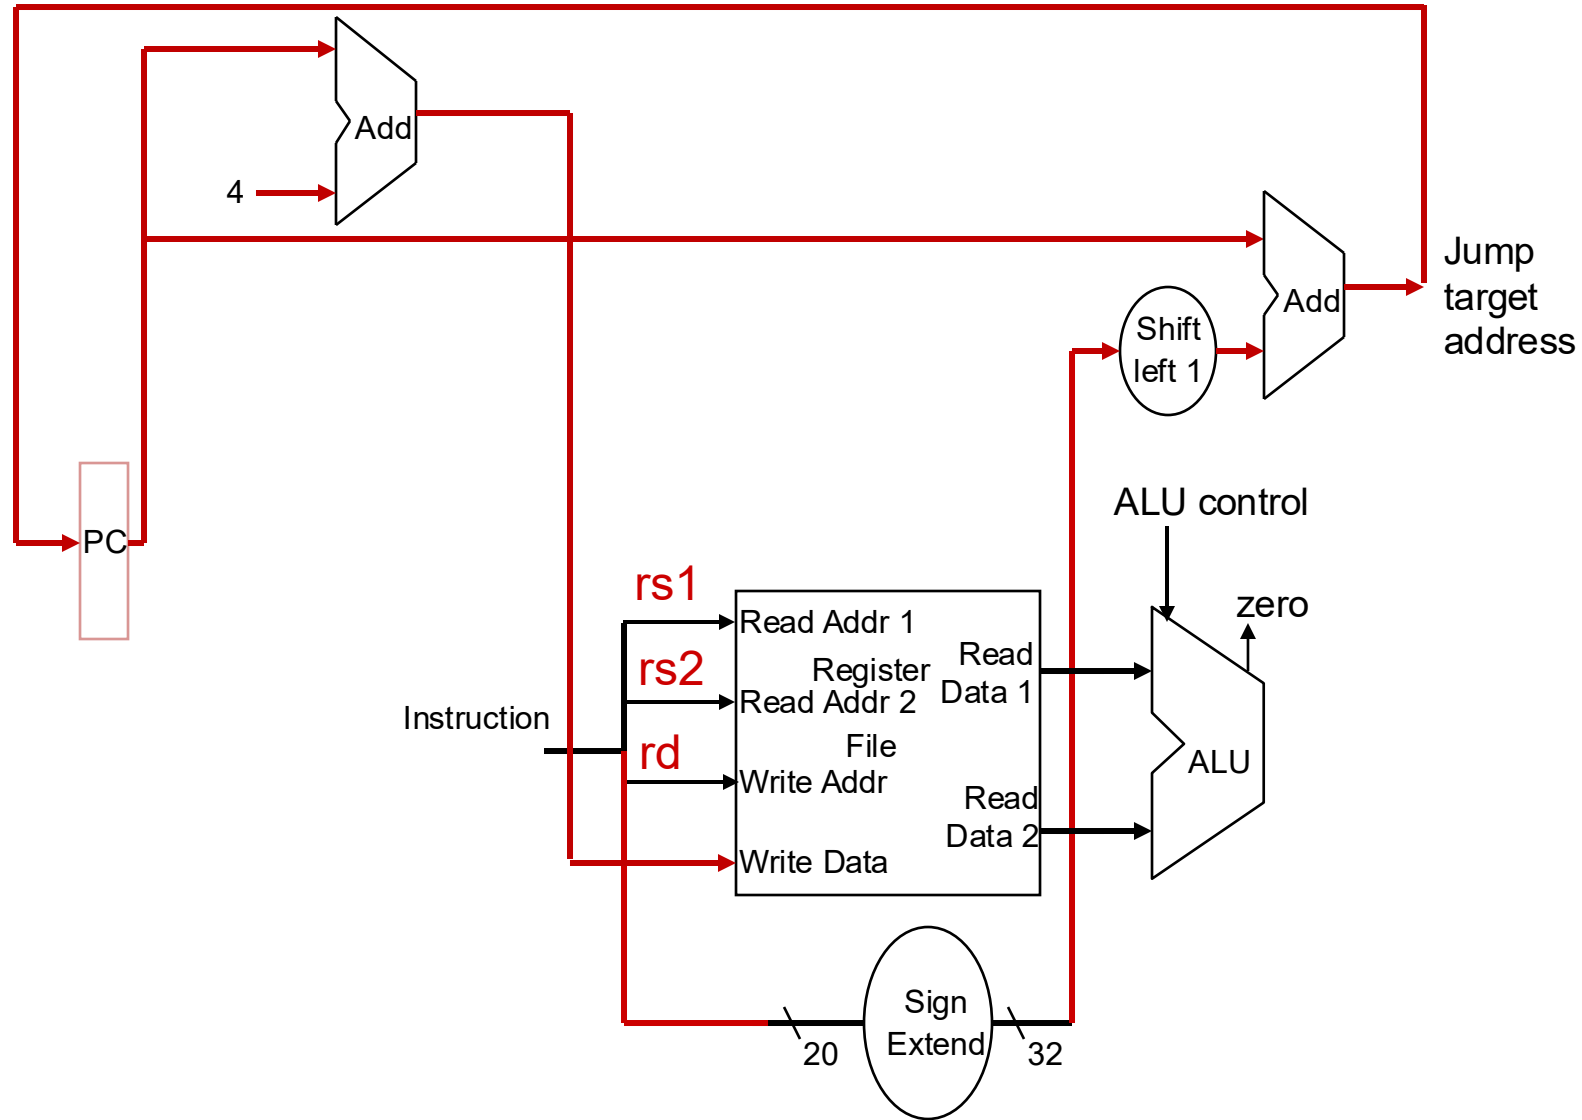 Add
4
Jump
target
address
Add
Shift
left 1
PC
ALU control
zero
rs1
Read Addr 1
Read
Data 1
Register
rs2
Read Addr 2
Instruction
rd
File
Write Addr
ALU
Read
Data 2
Write Data
Sign
Extend
20
32